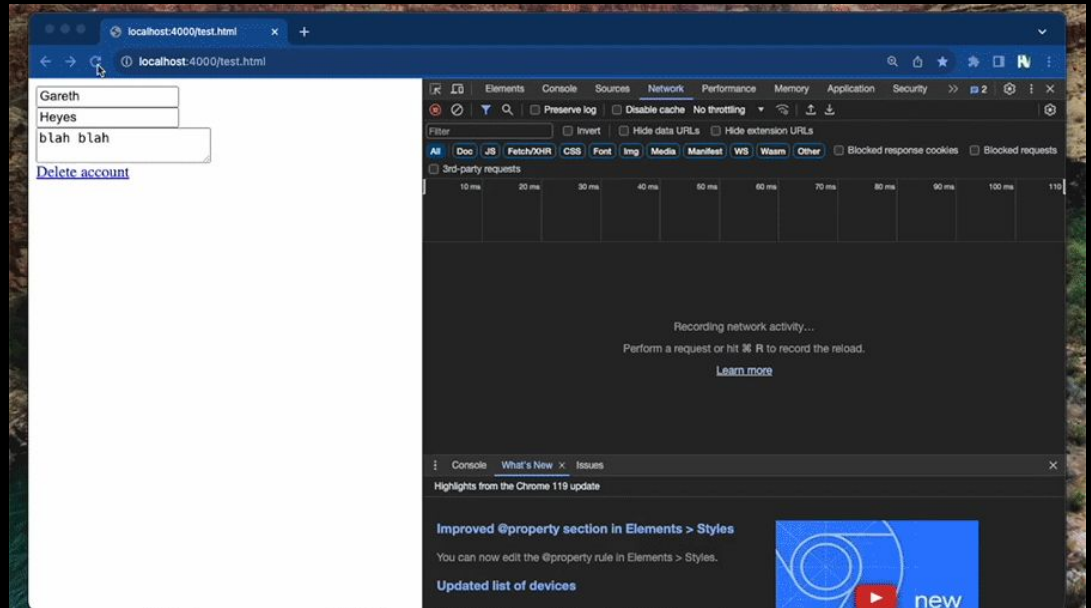 localhost:4000/test.html
localhost:4000/test.html
Gareth
Heyes
blah blah
Delete account
Elements Console Sources Network Performance Memory Application Security 2
Preserve log Disable cache No throttling
Filter Invert Hide data URLs Hide extension URLs
All Doc JS Fetch/XHR CSS Font Img Media Manifest WS Wasm Other Blocked response cookies Blocked requests
3rd-party requests
10 ms 20 ms 30 ms 40 ms 50 ms 60 ms 70 ms 80 ms 90 ms 100 ms 110
Recording network activity…
Perform a request or hit ⌘ R to record the reload.
Learn more
Console What's New Issues
Highlights from the Chrome 119 update
Improved @property section in Elements > Styles
You can now edit the @property rule in Elements > Styles.
Updated list of devices
new